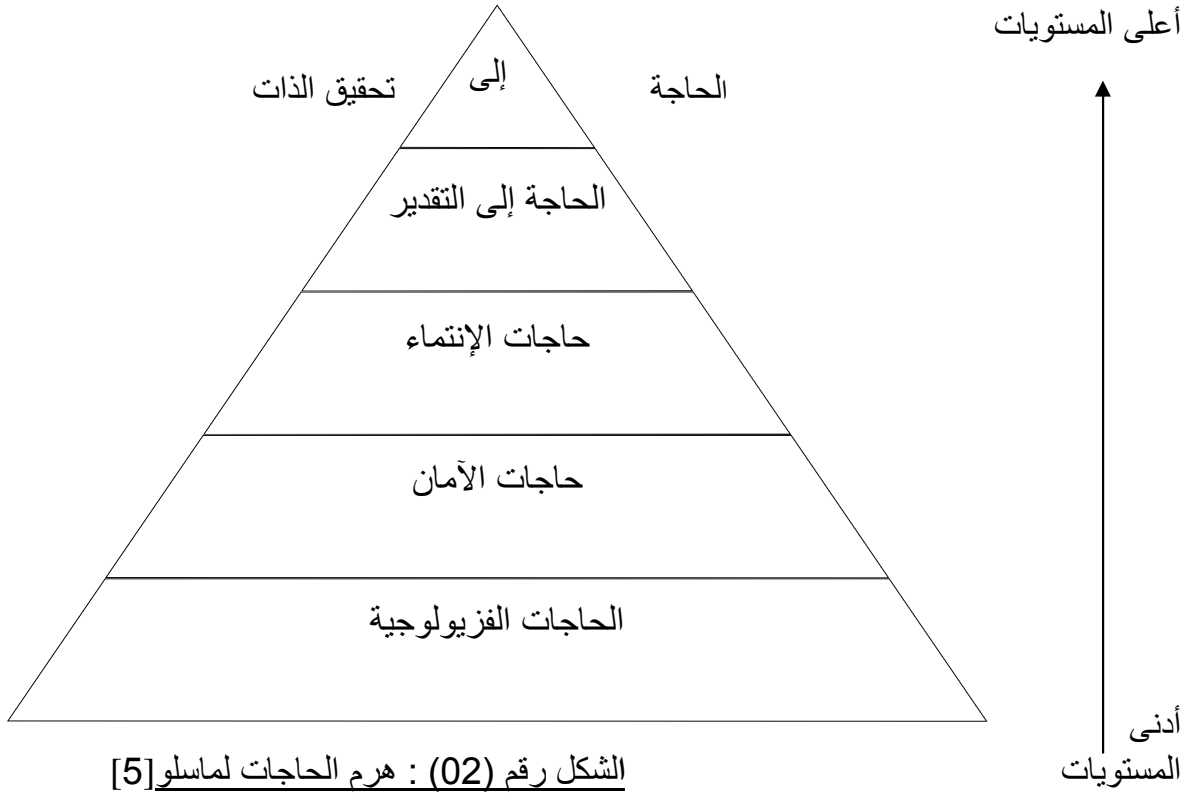 أعلى المستويات
الحاجة إلى تحقيق الذات
الحاجة إلى التقدير
حاجات الإنتماء
حاجات الآمان
الحاجات الفزيولوجية
أدنى
المستويات
الشكل رقم (02) : هرم الحاجات لماسلو[5]